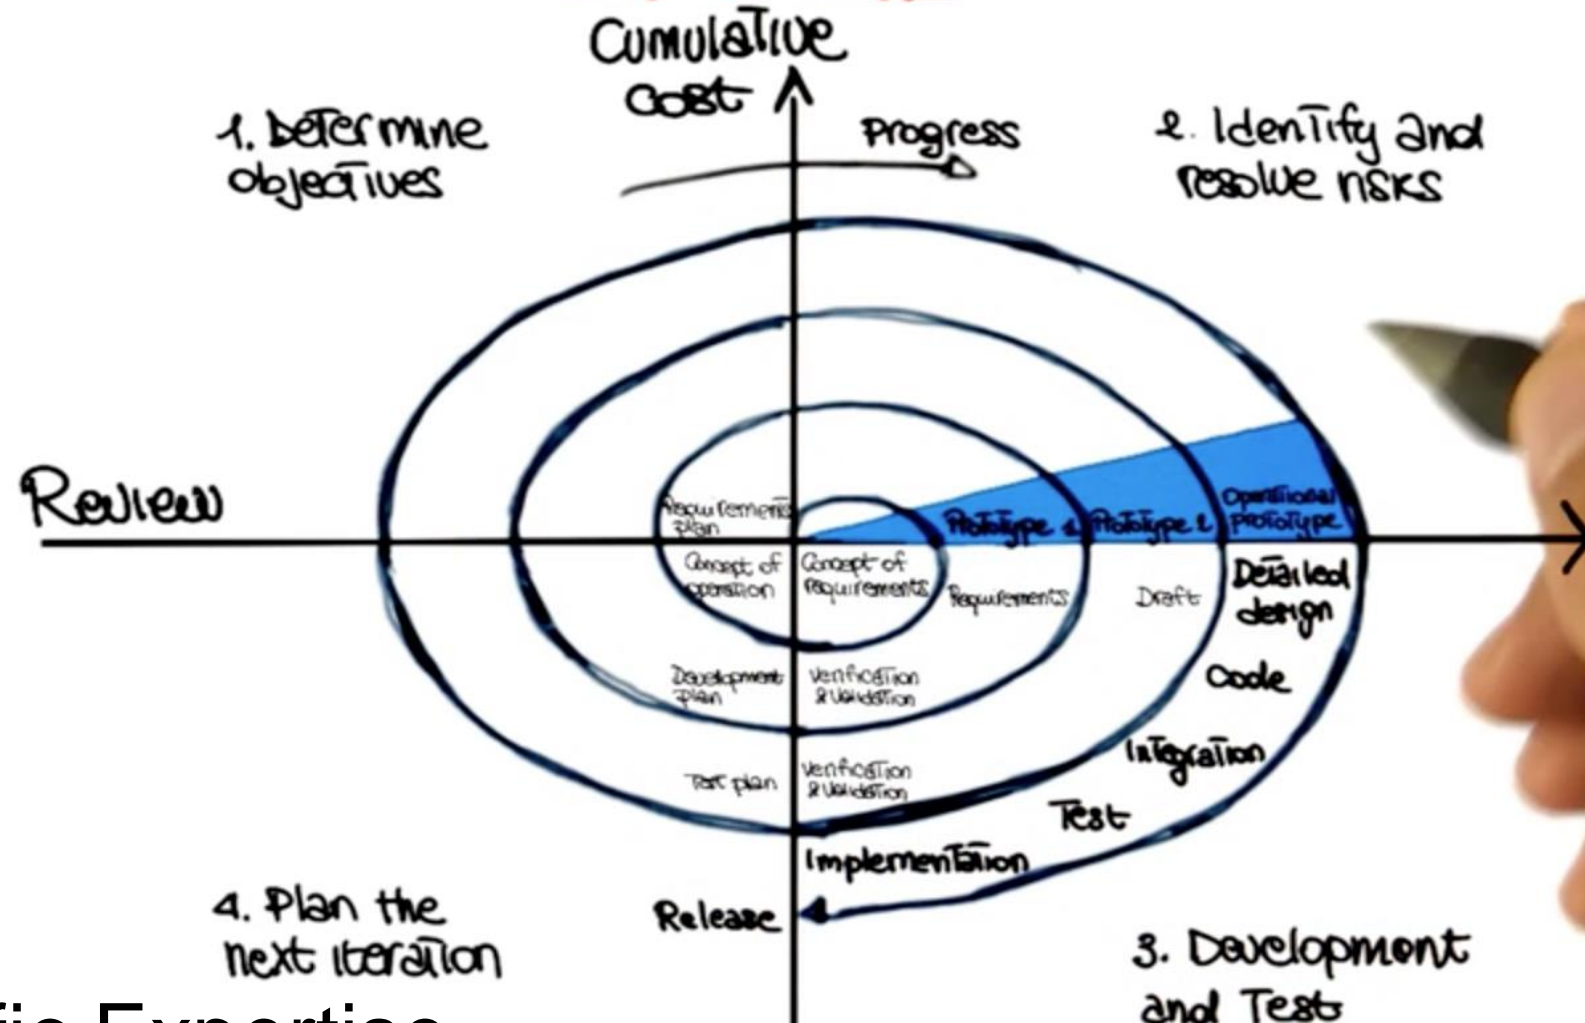 Cumulative
cost
Progress
1. Determine
objectives
2. Identify and
resolve risks
Review
Requirements
plan
Operational
prototype
Prototype 1
Prototype 2
Concept of
operation
Concept of
requirements
Requirements
Draft
Detailed
design
Development
plan
Verification
& Validation
Code
Test plan
Verification
& Validation
Integration
Test
Implementation
Release
4. Plan the
next iteration
3. Development
and Test
Expertise